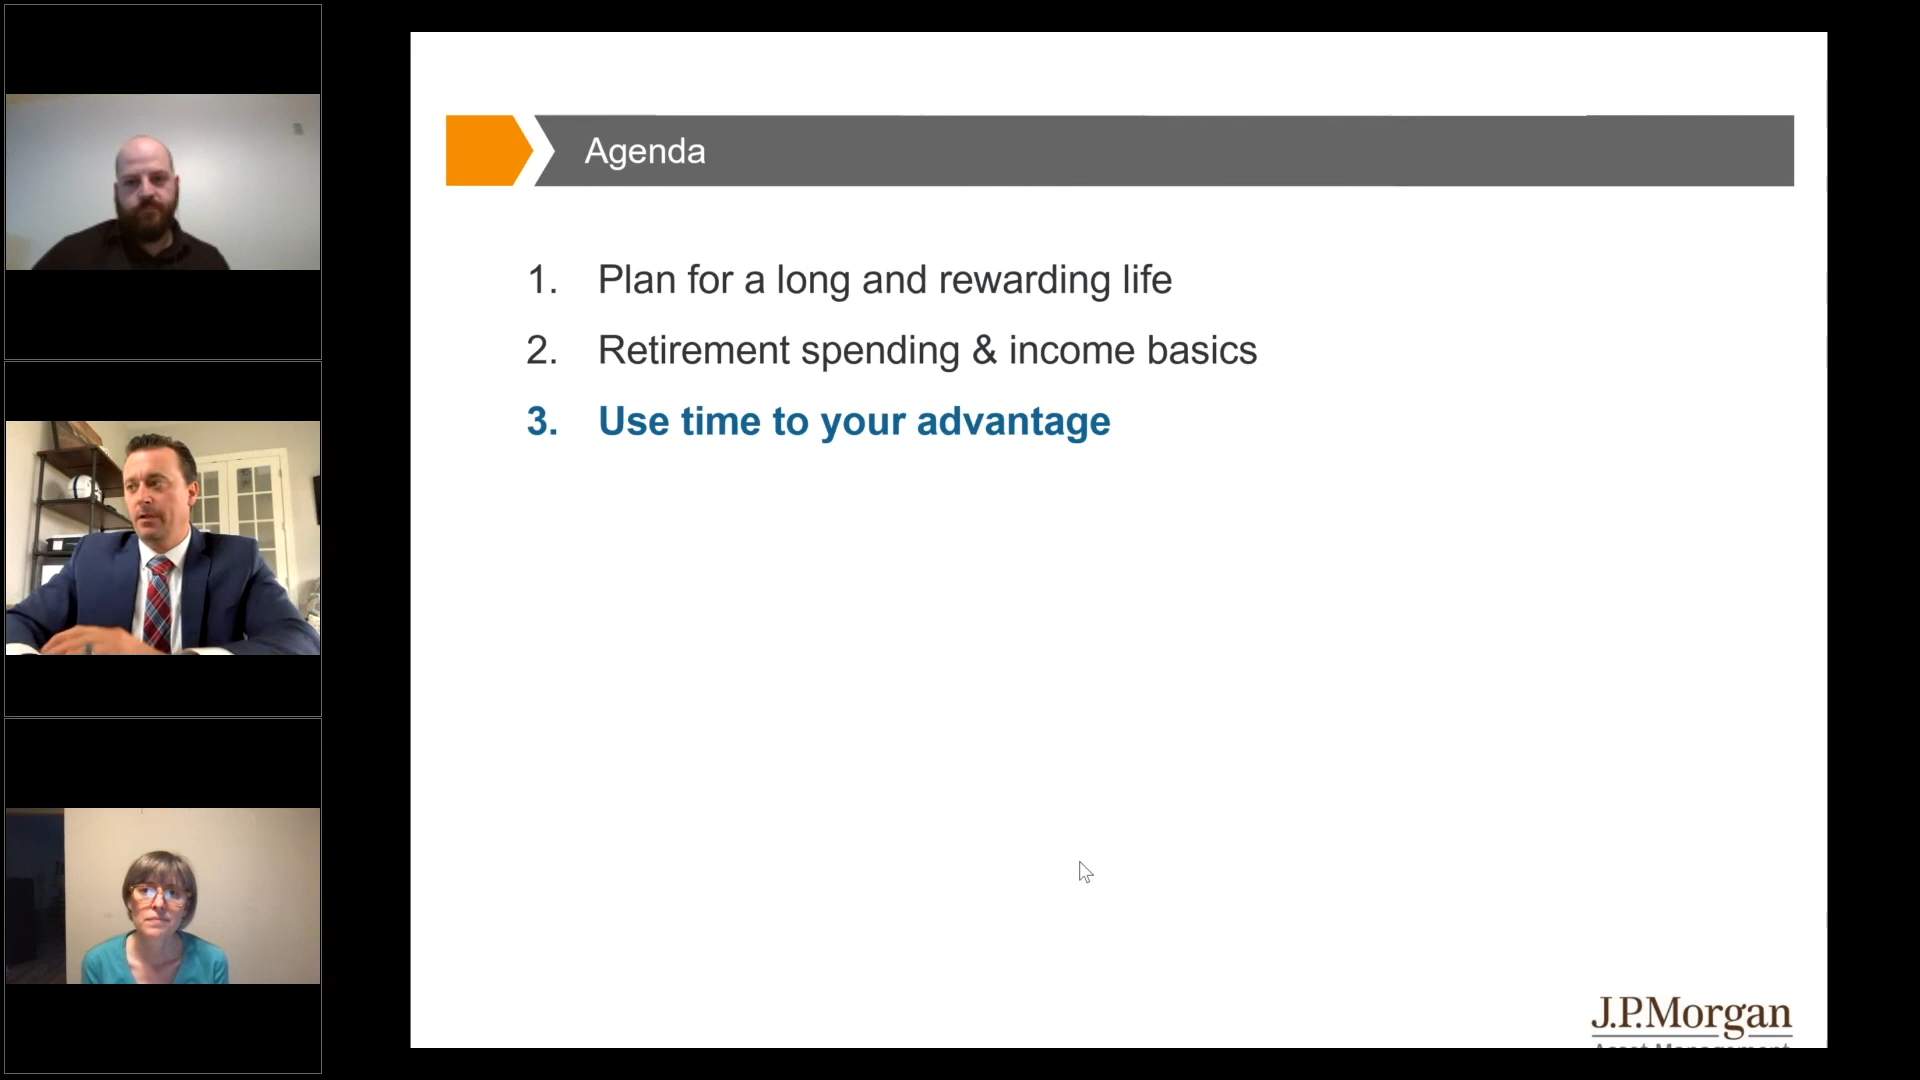 Agenda
1. Plan for a long and rewarding life
2. Retirement spending & income basics
3. Use time to your advantage
J.P.Morgan
Asset Management